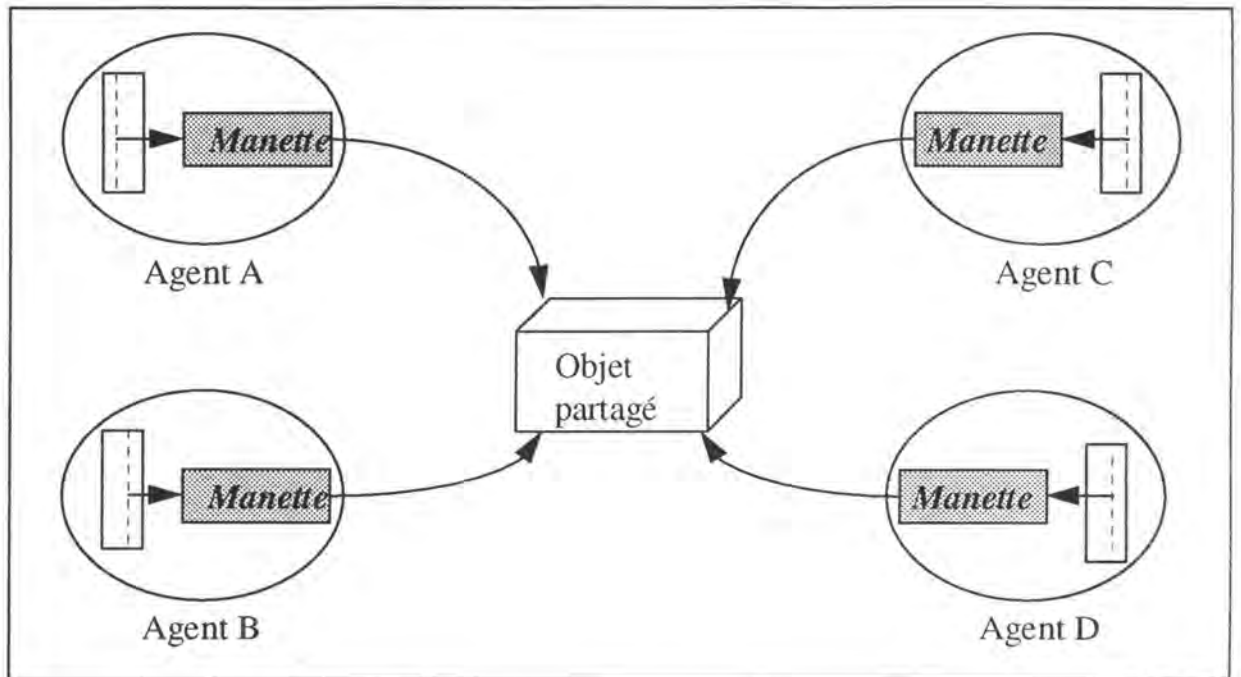 Manette
Manette
Agent A
Agent C
Objet
partagé
Manette
Manette
Agent B
Agent D